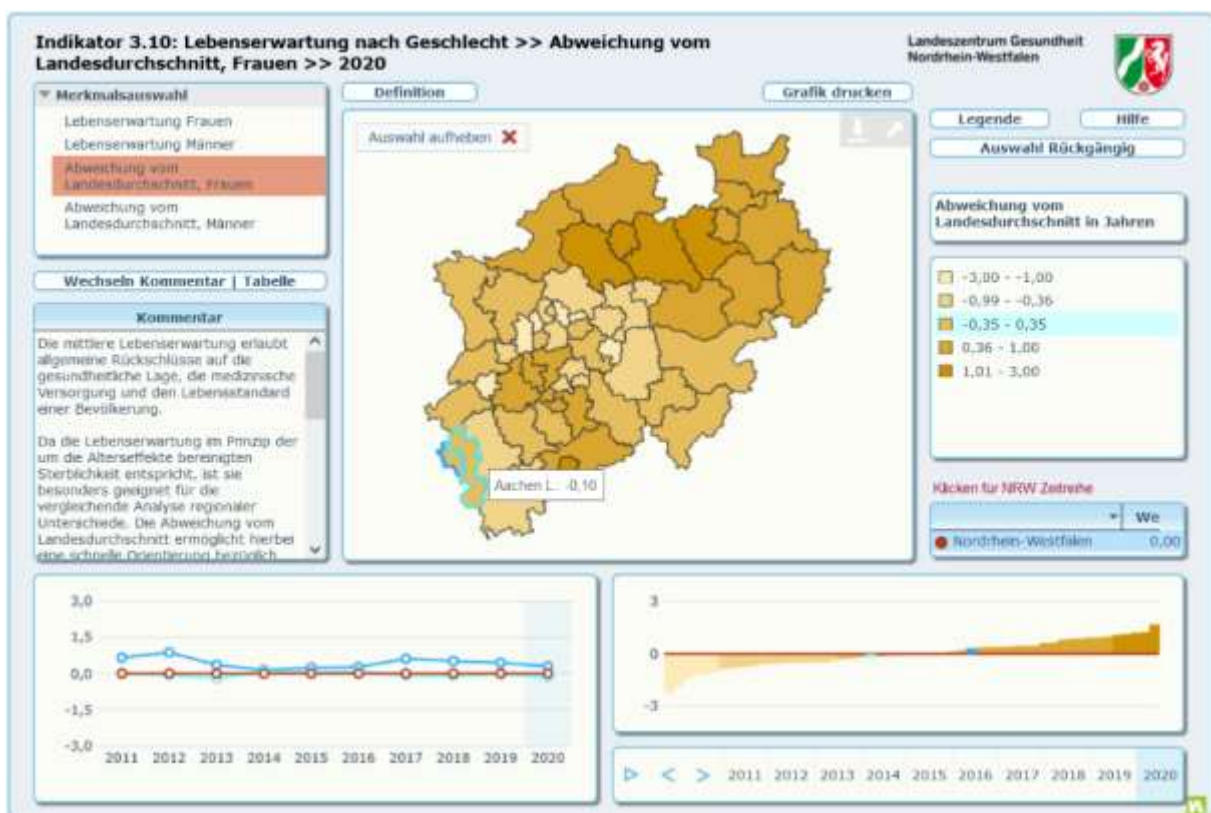 Indikator 3.10: Lebenserwartung nach Geschlecht >> Abweichung vom
Landesdurchschnitt, Frauen >> 2020
Landeszentrum Gesundheit
Nordrhein-Westfalen
Merkmalsauswahl
Lebenserwartung Frauen
Lebenserwartung Männer
Abweichung vom
Landesdurchschnitt, Frauen
Abweichung vom
Landesdurchschnitt, Männer
Wechseln Kommentar | Tabelle
Kommentar
Die mittlere Lebenserwartung erlaubt
allgemeine Rückschlüsse auf die
gesundheitliche Lage, die medizinische
Versorgung und den Lebensstandard
einer Bevölkerung.
Da die Lebenserwartung im Prinzip der
um die Alterseffekte bereinigten
Sterblichkeit entspricht, ist sie
besonders geeignet für die
vergleichende Analyse regionaler
Unterschiede. Die Abweichung vom
Landesdurchschnitt ermöglicht hierbei
eine schnelle Orientierung bezüglich
Definition
Grafik drucken
Auswahl aufheben
Aachen L. -0,10
Legende
Hilfe
Auswahl Rückgängig
Abweichung vom
Landesdurchschnitt in Jahren
-3,00 - -1,00
-0,99 - -0,36
-0,35 - 0,35
0,36 - 1,00
1,01 - 3,00
Klicken für NRW Zeitreihe
We
Nordrhein-Westfalen 0,00
3,0
1,5
0,0
-1,5
-3,0
2011 2012 2013 2014 2015 2016 2017 2018 2019 2020
3
0
-3
2011 2012 2013 2014 2015 2016 2017 2018 2019 2020